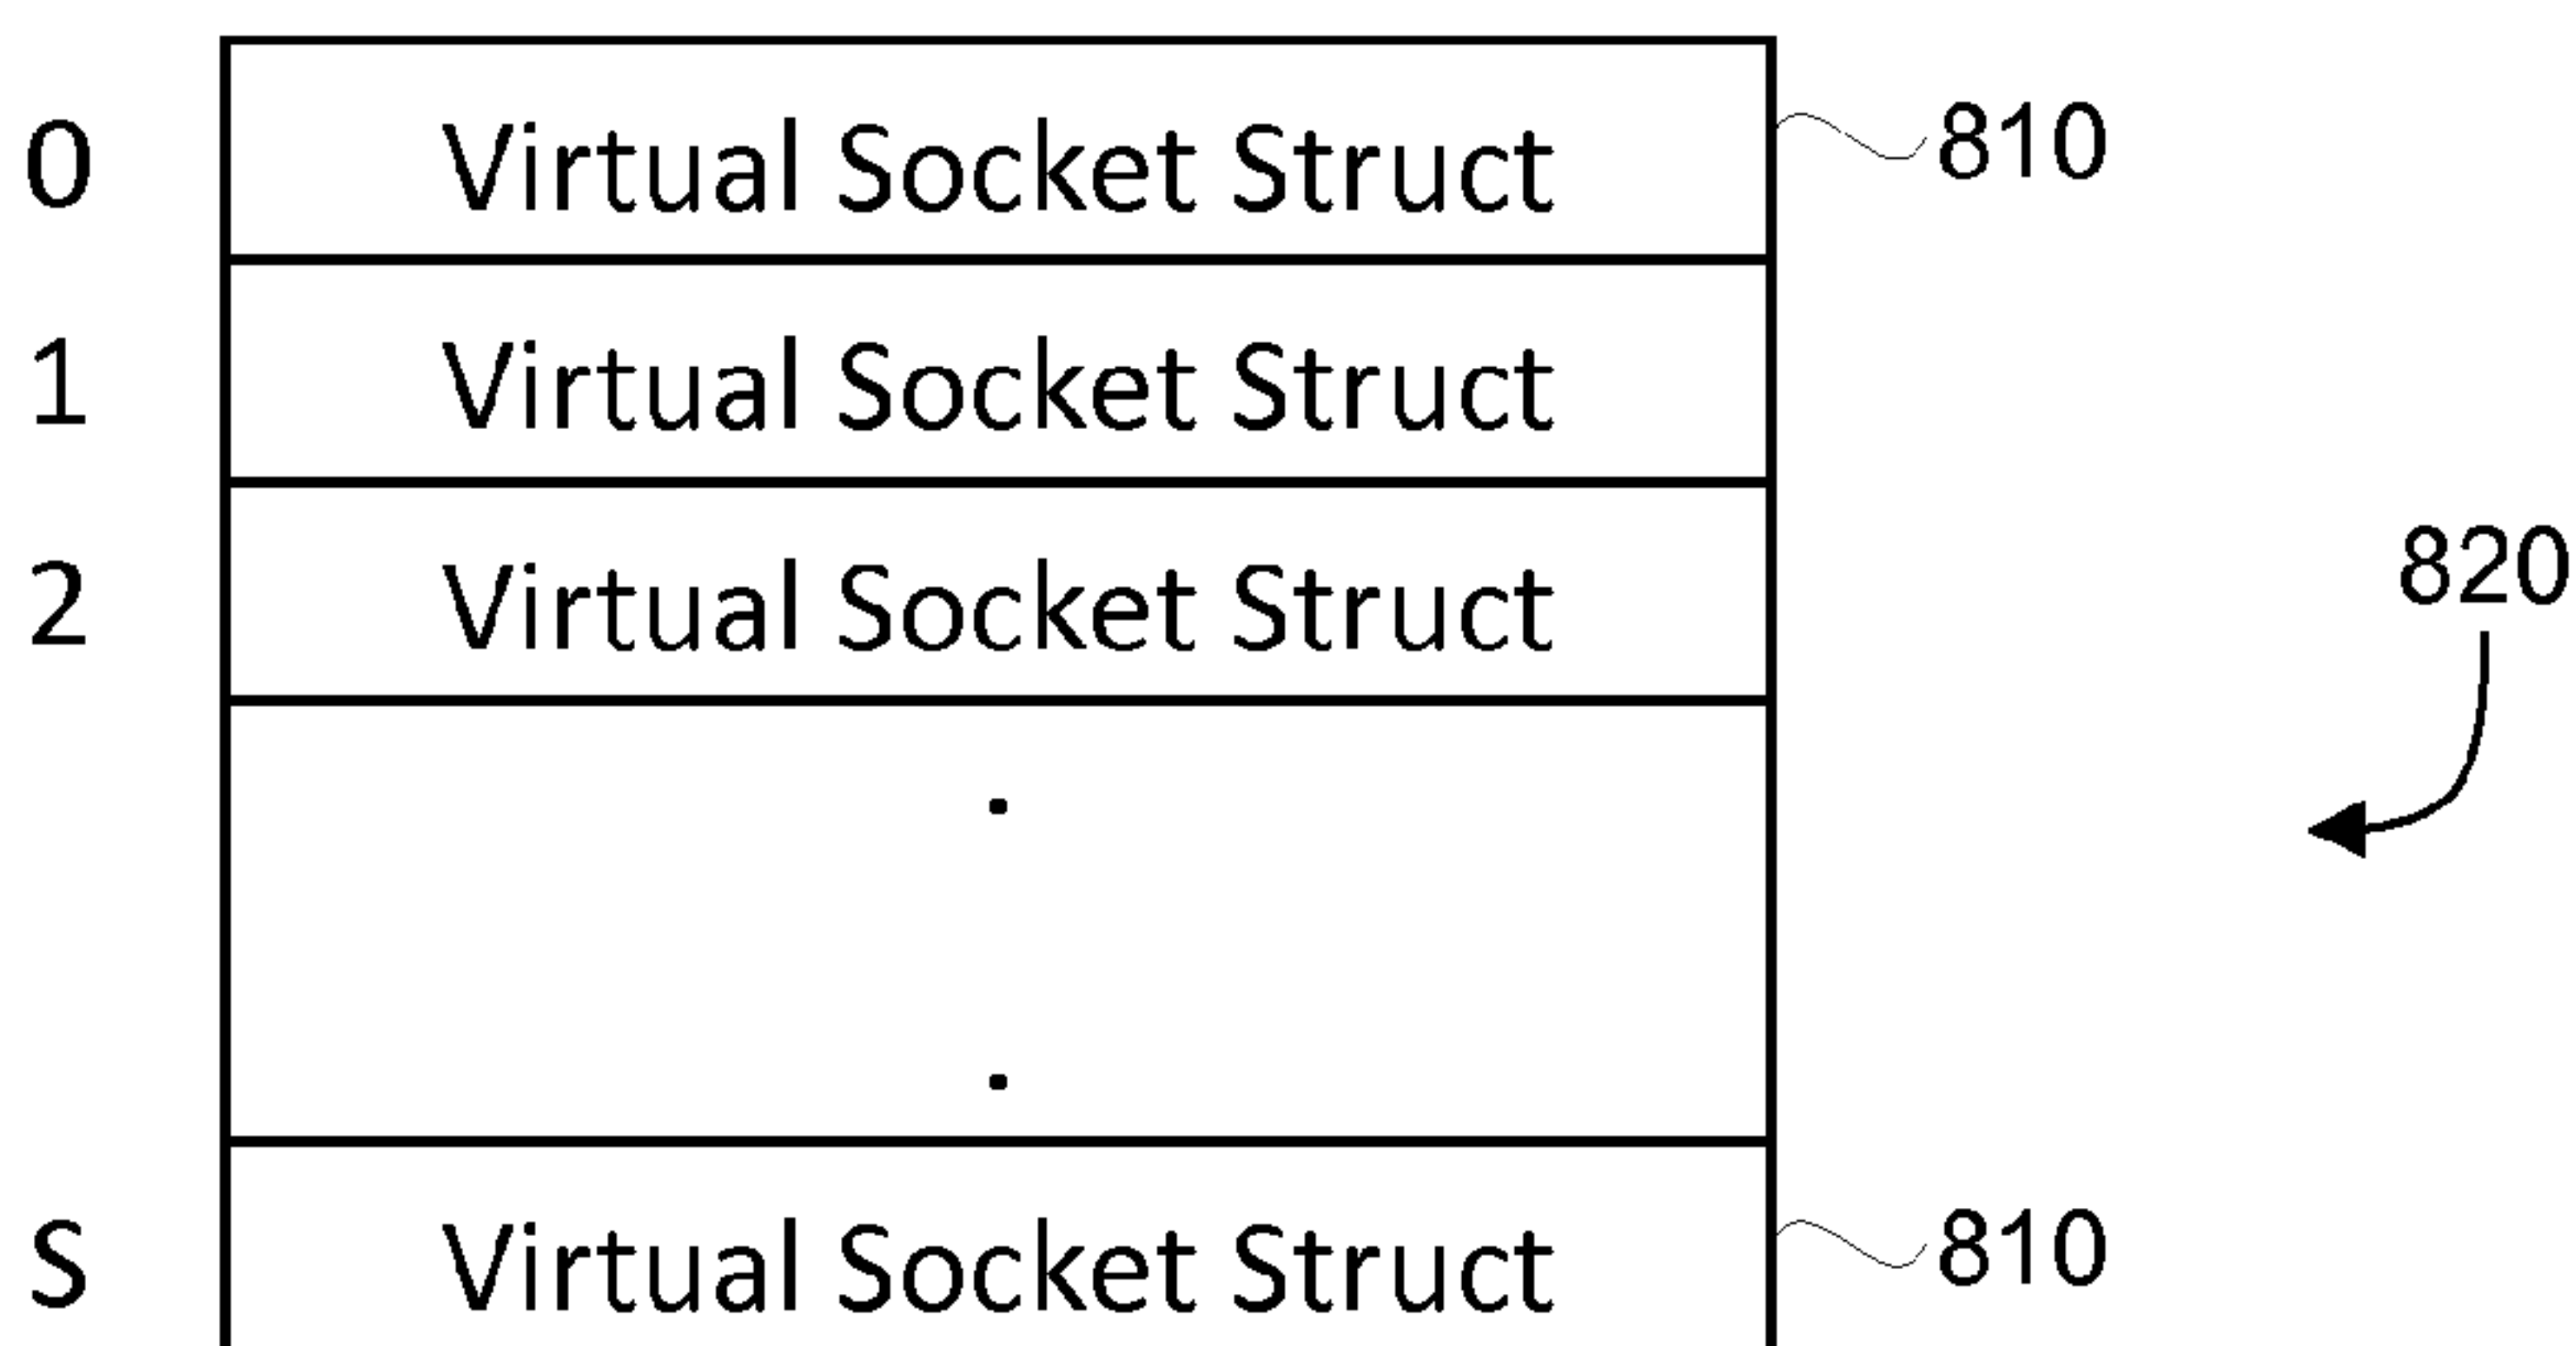 0 Virtual Socket Struct 810
1 Virtual Socket Struct
2 Virtual Socket Struct
820
.
.
S Virtual Socket Struct 810